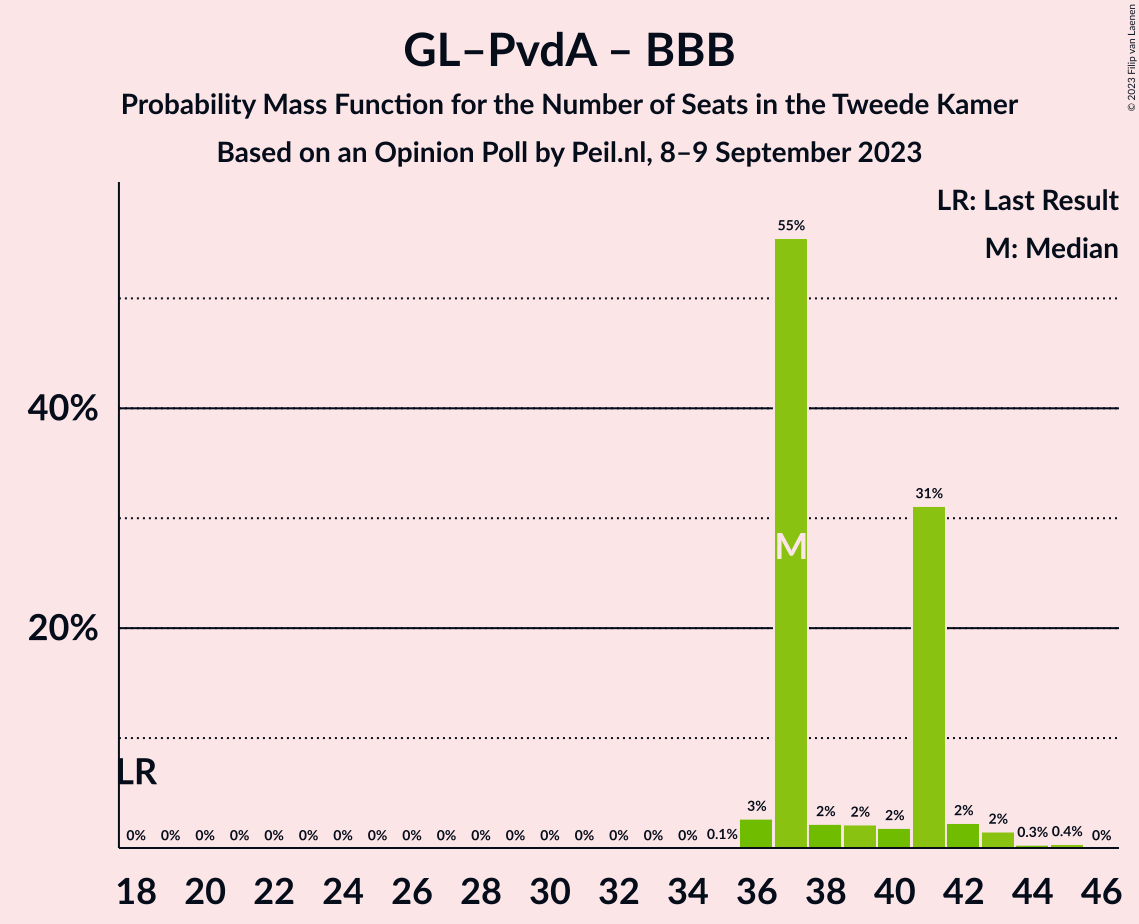 GL–PvdA – BBB
Probability Mass Function for the Number of Seats in the Tweede Kamer
Based on an Opinion Poll by Peil.nl, 8–9 September 2023
© 2023 Filip van Laenen
LR: Last Result
M: Median
55%
40%
31%
M
20%
LR
0% 0% 0% 0% 0% 0% 0% 0% 0% 0% 0% 0% 0% 0% 0% 0% 0% 0.1% 3% 2% 2% 2% 2% 2% 0.3% 0.4% 0%
18 20 22 24 26 28 30 32 34 36 38 40 42 44 46